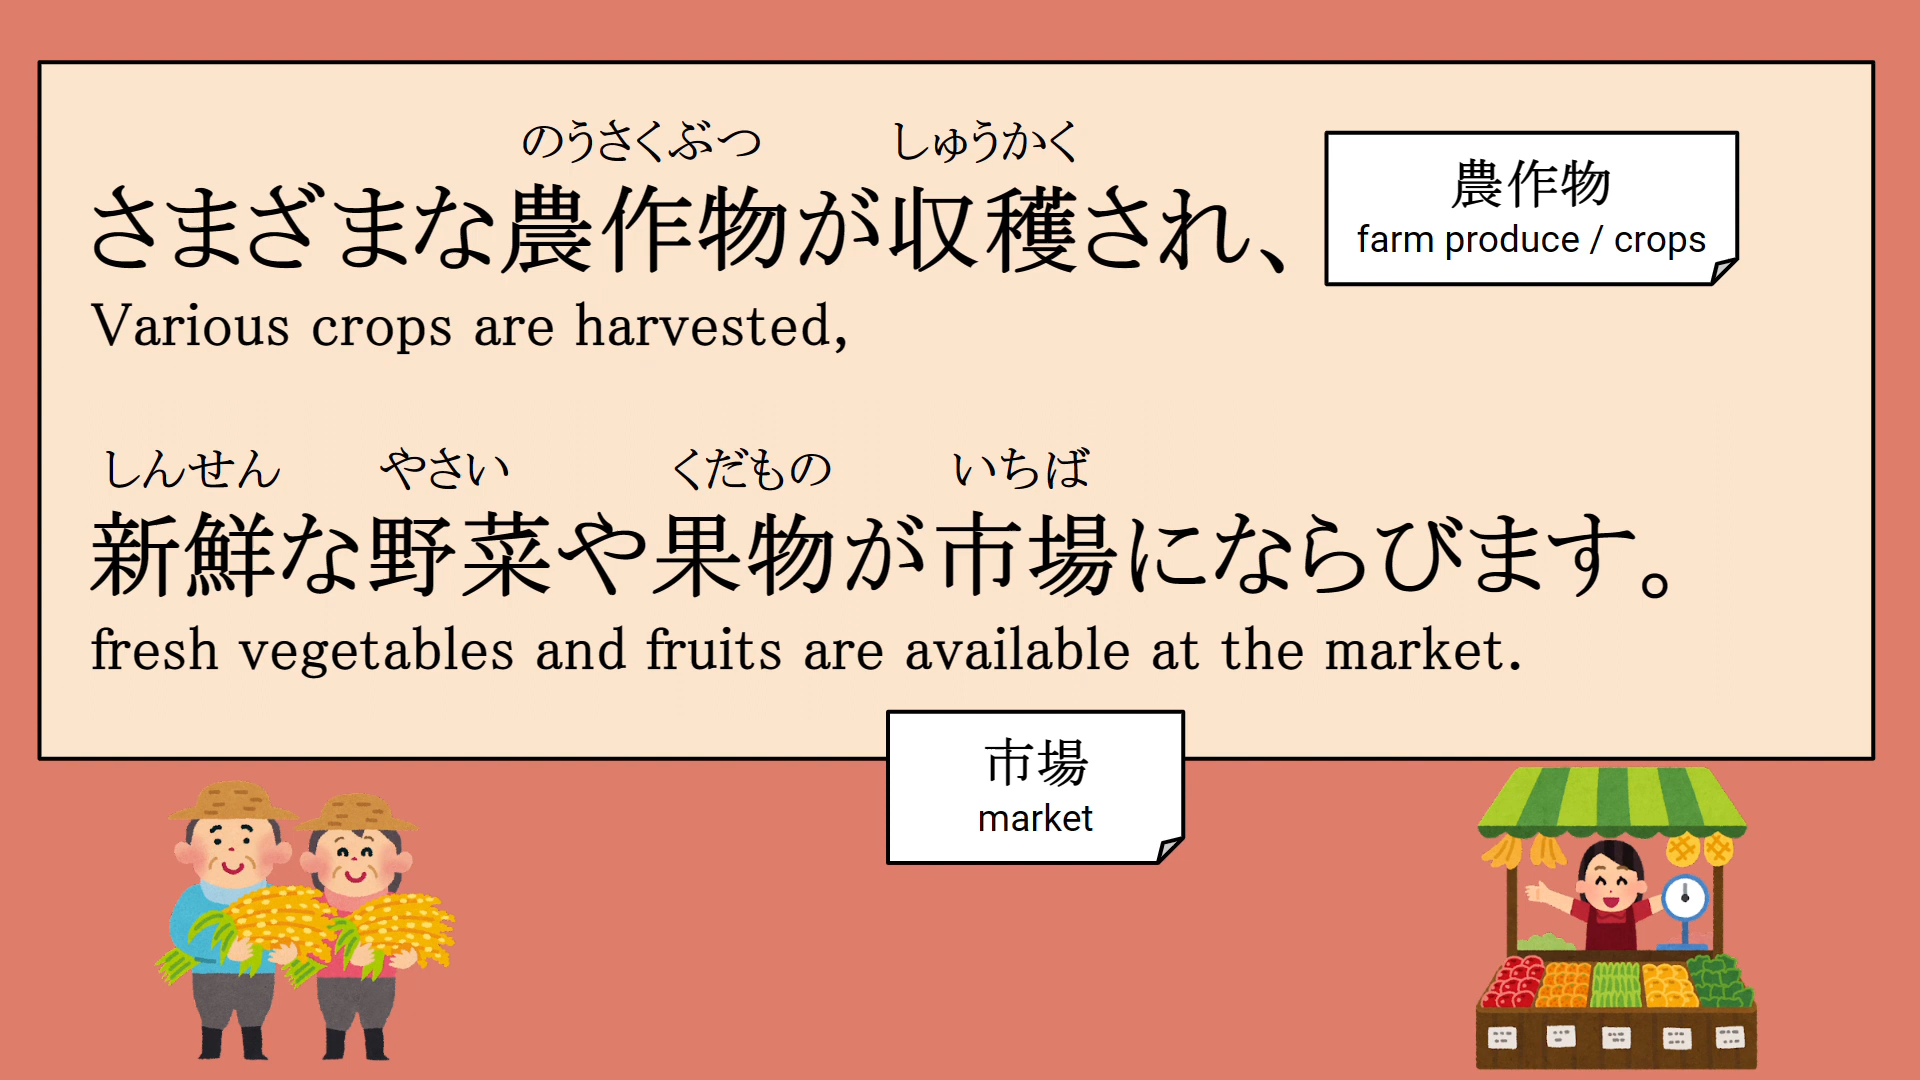 のうさくぶつ しゅうかく
さまざまな農作物が収穫され、
Various crops are harvested,
農作物
farm produce / crops
しんせん やさい くだもの いちば
新鮮な野菜や果物が市場にならびます。
fresh vegetables and fruits are available at the market.
市場
market